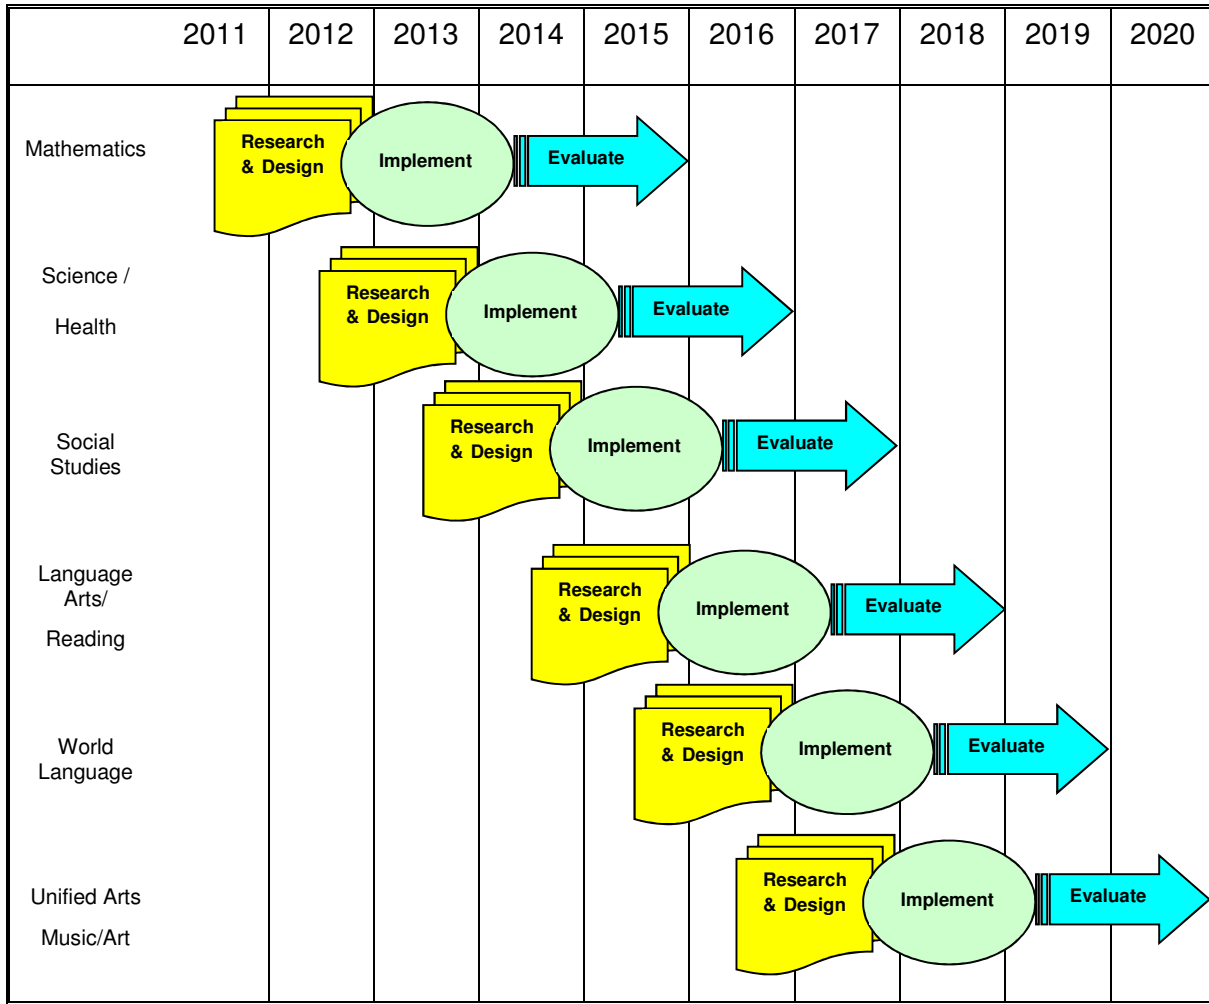 2011 2012 2013 2014 2015 2016 2017 2018 2019 2020
Mathematics
Research
& Design
Implement
Evaluate
Science /
Health
Research
& Design
Implement
Evaluate
Social
Studies
Research
& Design
Implement
Evaluate
Language
Arts/
Reading
Research
& Design
Implement
Evaluate
World
Language
Research
& Design
Implement
Evaluate
Unified Arts
Music/Art
Research
& Design
Implement
Evaluate